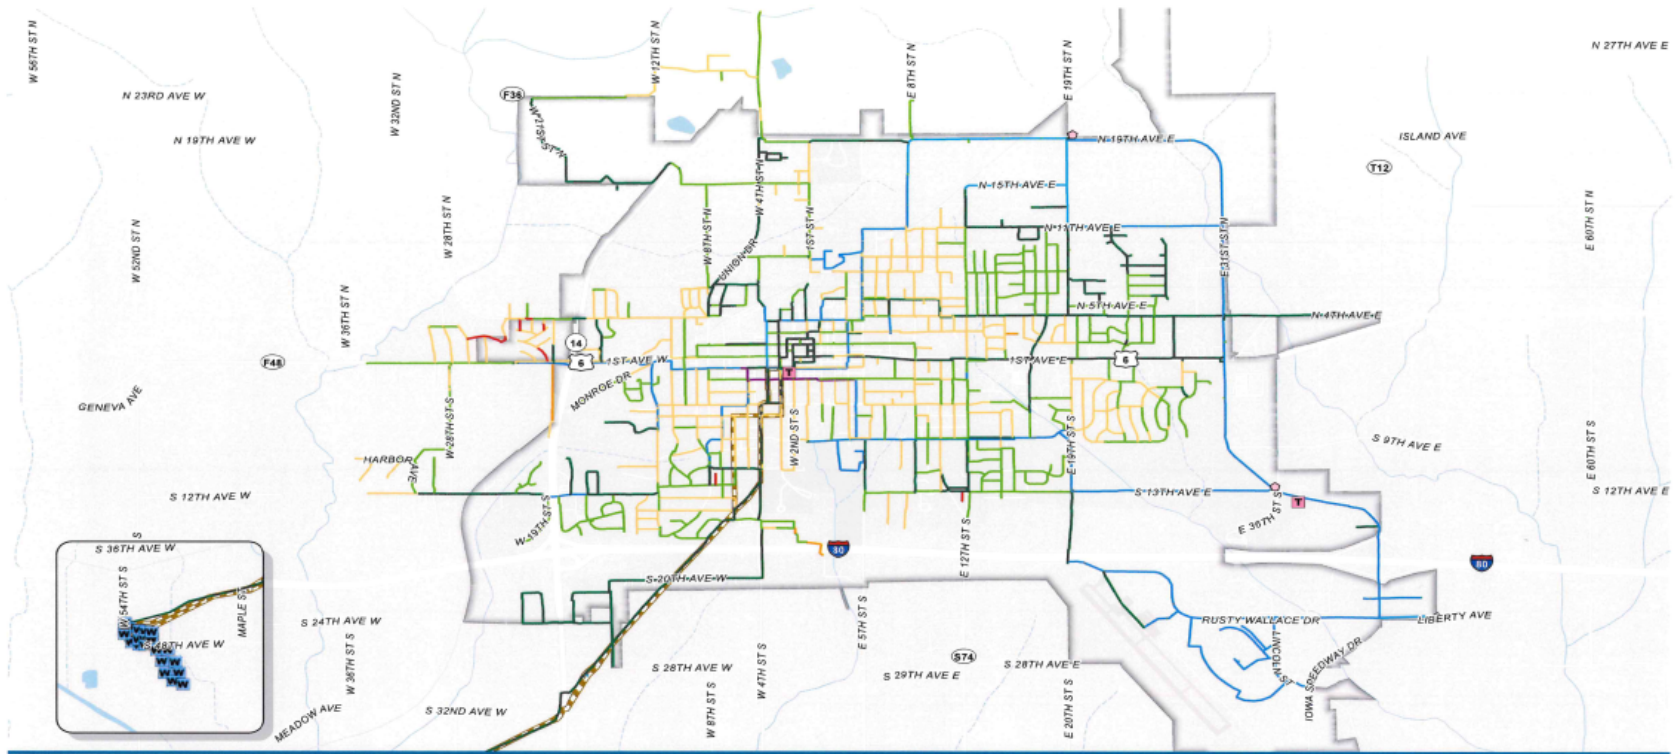 W 56TH ST N
W 12TH ST N
E 8TH ST N
E 19TH ST N
N 27TH AVE E
N 23RD AVE W
F36
W 32ND ST N
W 21ST ST N
N 19TH AVE W
N 19TH AVE E
ISLAND AVE
T12
N 15TH AVE E
W 4TH ST N
W 52ND ST N
W 28TH ST N
W 8TH ST N
1ST ST N
N 11TH AVE E
E 31ST ST N
E 60TH ST N
UNION DR
W 36TH ST N
N 5TH AVE E
N 4TH AVE E
14
6
F48
1ST AVE W
1ST AVE E
6
MONROE DR
T
GENEVA AVE
W 28TH ST S
W 2ND ST S
E 19TH ST S
S 9TH AVE E
E 60TH ST S
HARBOR AVE
S 12TH AVE W
S 13TH AVE E
S 12TH AVE E
T
W 19TH ST S
E 36TH ST S
E 12TH ST S
80
80
S
S 36TH AVE W
W 54TH ST S
MAPLE S
S 48TH AVE W
W W W W
W W
W W
W W
W W
S 20TH AVE W
S 24TH AVE W
E 5TH ST S
RUSTY WALLACE DR
LIBERTY AVE
LINCOLN ST
IOWA SPEEDWAY DR
W 36TH ST S
S 28TH AVE W
W 4TH ST S
S74
S 29TH AVE E
S 28TH AVE E
MEADOW AVE
S 32ND AVE W
W 8TH ST S
E 20TH ST S